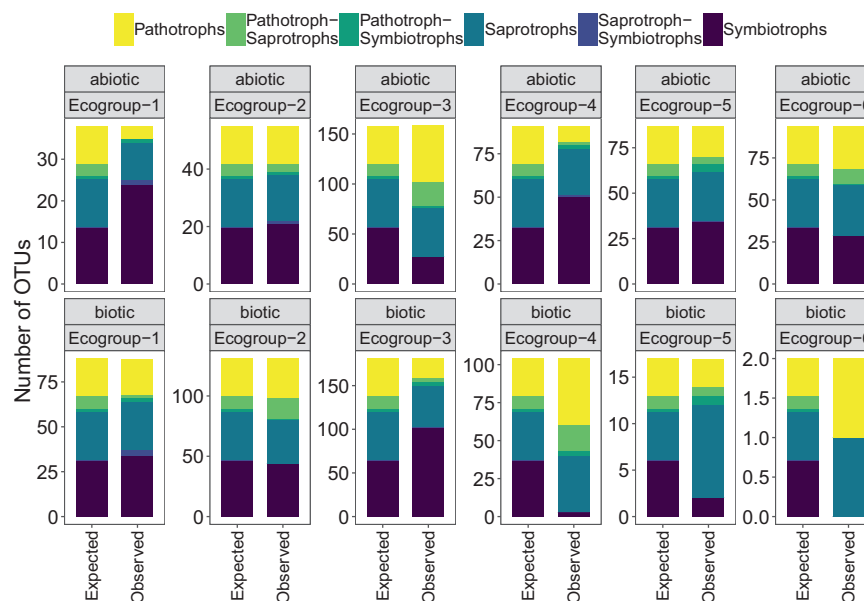 Pathotrophs
Pathotroph−
Saprotrophs
Pathotroph−
Symbiotrophs
Saprotrophs
Saprotroph−
Symbiotrophs
Symbiotrophs
abiotic abiotic abiotic abiotic abiotic abiotic
Ecogroup−1 Ecogroup−2 Ecogroup−3 Ecogroup−4 Ecogroup−5 Ecogroup−6
30
20
10
0
40
20
0
150
100
50
0
75
50
25
0
75
50
25
0
75
50
25
0
Number of OTUs
biotic biotic biotic biotic biotic biotic
Ecogroup−1 Ecogroup−2 Ecogroup−3 Ecogroup−4 Ecogroup−5 Ecogroup−6
75
50
25
0
100
50
0
150
100
50
0
100
75
50
25
0
15
10
5
0
2.0
1.5
1.0
0.5
0.0
Expected
Observed
Expected
Observed
Expected
Observed
Expected
Observed
Expected
Observed
Expected
Observed